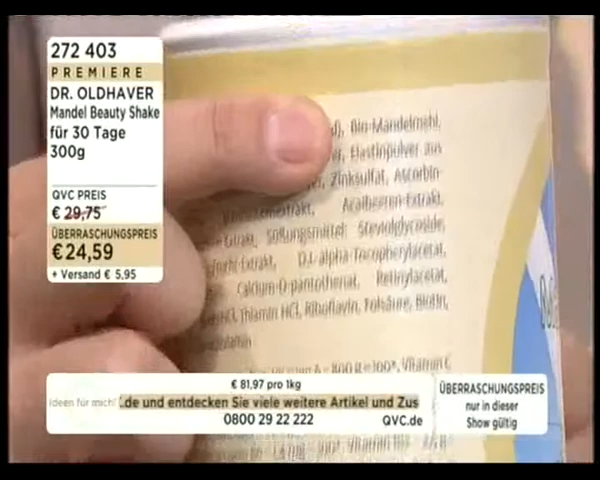 272 403
PREMIERE
DR. OLDHAVER
Mandel Beauty Shake
für 30 Tage
300g
QVC PREIS
€ 29,75
ÜBERRASCHUNGSPREIS
€ 24,59
+ Versand € 5,95
Bio-Mandelmehl,
Elastinpulver aus
Zinksulfat, Ascorbin-
Acaibeeren-Extrakt,
Süßungsmittel: Steviolglycoside,
Extrakt, D,L-alpha-Tocopherylacetat,
Calcium-D-pantothenat, Retinylacetat,
HCl, Thiamin HCl, Riboflavin, Folsäure, Biotin,
Vitamin A
€ 81,97 pro 1kg
Ideen für mich! .de und entdecken Sie viele weitere Artikel und Zus
0800 29 22 222
QVC.de
ÜBERRASCHUNGSPREIS
nur in dieser
Show gültig